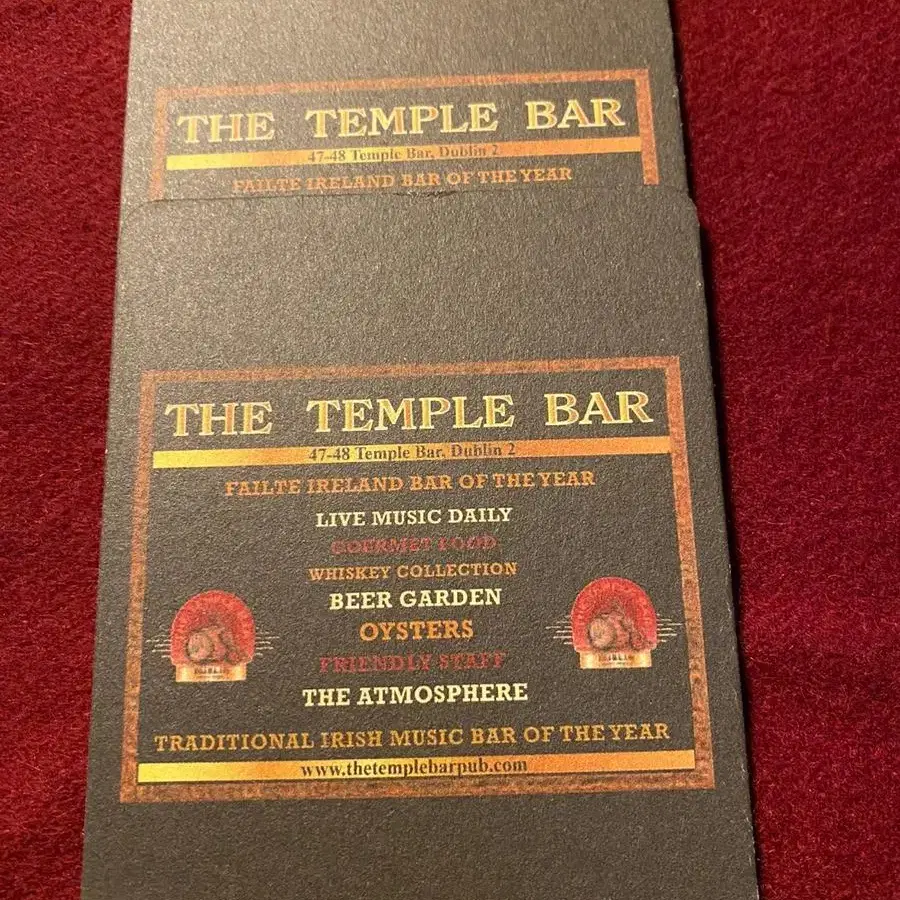 THE TEMPLE BAR
47-48 Temple Bar, Dublin 2
FAILTE IRELAND BAR OF THE YEAR
THE TEMPLE BAR
47-48 Temple Bar, Dublin 2
FAILTE IRELAND BAR OF THE YEAR
LIVE MUSIC DAILY
GOURMET FOOD
WHISKEY COLLECTION
BEER GARDEN
OYSTERS
FRIENDLY STAFF
THE ATMOSPHERE
TRADITIONAL IRISH MUSIC BAR OF THE YEAR
www.thetemplebarpub.com